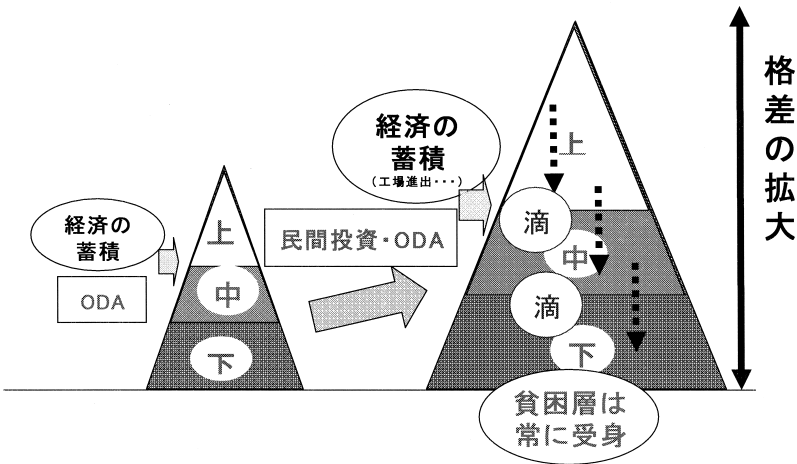 経済の
蓄積
ODA
上
中
下
経済の
蓄積
(工場進出・・・)
民間投資・ODA
上
滴
中
滴
下
貧困層は
常に受身
格差の拡大